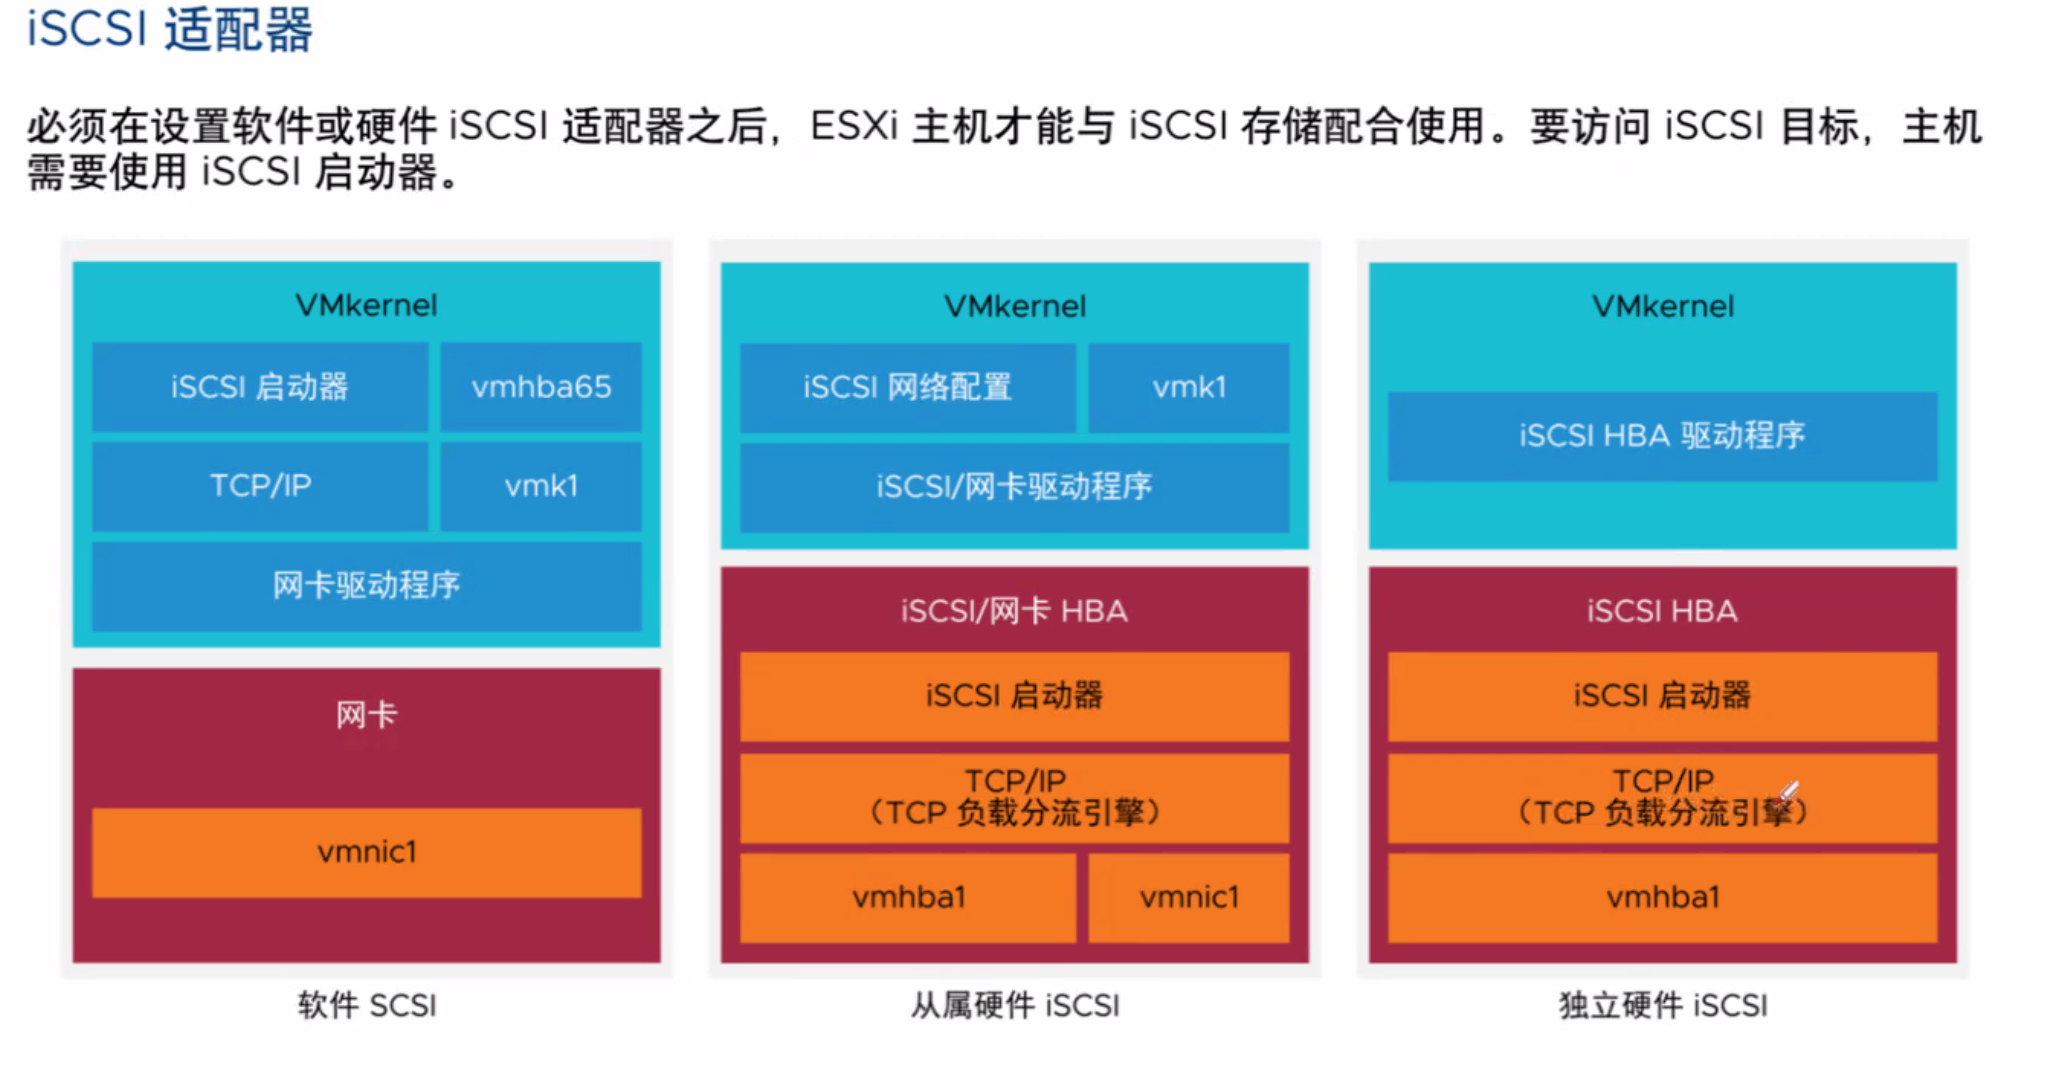 iSCSI 适配器
必须在设置软件或硬件 iSCSI 适配器之后，ESXi 主机才能与 iSCSI 存储配合使用。要访问 iSCSI 目标，主机
需要使用 iSCSI 启动器。
VMkernel
iSCSI 启动器
vmhba65
TCP/IP
vmk1
网卡驱动程序
网卡
vmnic1
软件 SCSI
VMkernel
iSCSI 网络配置
vmk1
iSCSI/网卡驱动程序
iSCSI/网卡 HBA
iSCSI 启动器
TCP/IP
（TCP 负载分流引擎）
vmhba1
vmnic1
从属硬件 iSCSI
VMkernel
iSCSI HBA 驱动程序
iSCSI HBA
iSCSI 启动器
TCP/IP
（TCP 负载分流引擎）
vmhba1
独立硬件 iSCSI